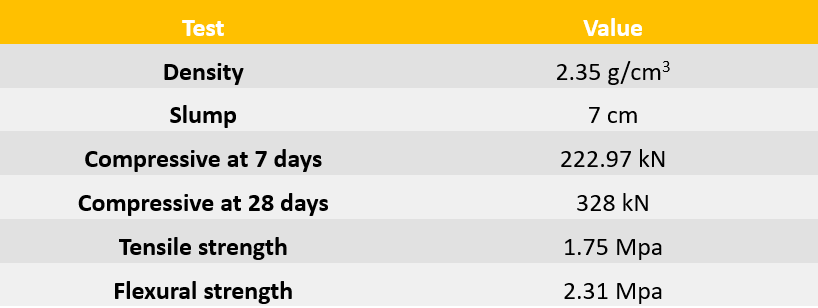 Test Value
Density 2.35 g/cm³
Slump 7 cm
Compressive at 7 days 222.97 kN
Compressive at 28 days 328 kN
Tensile strength 1.75 Mpa
Flexural strength 2.31 Mpa